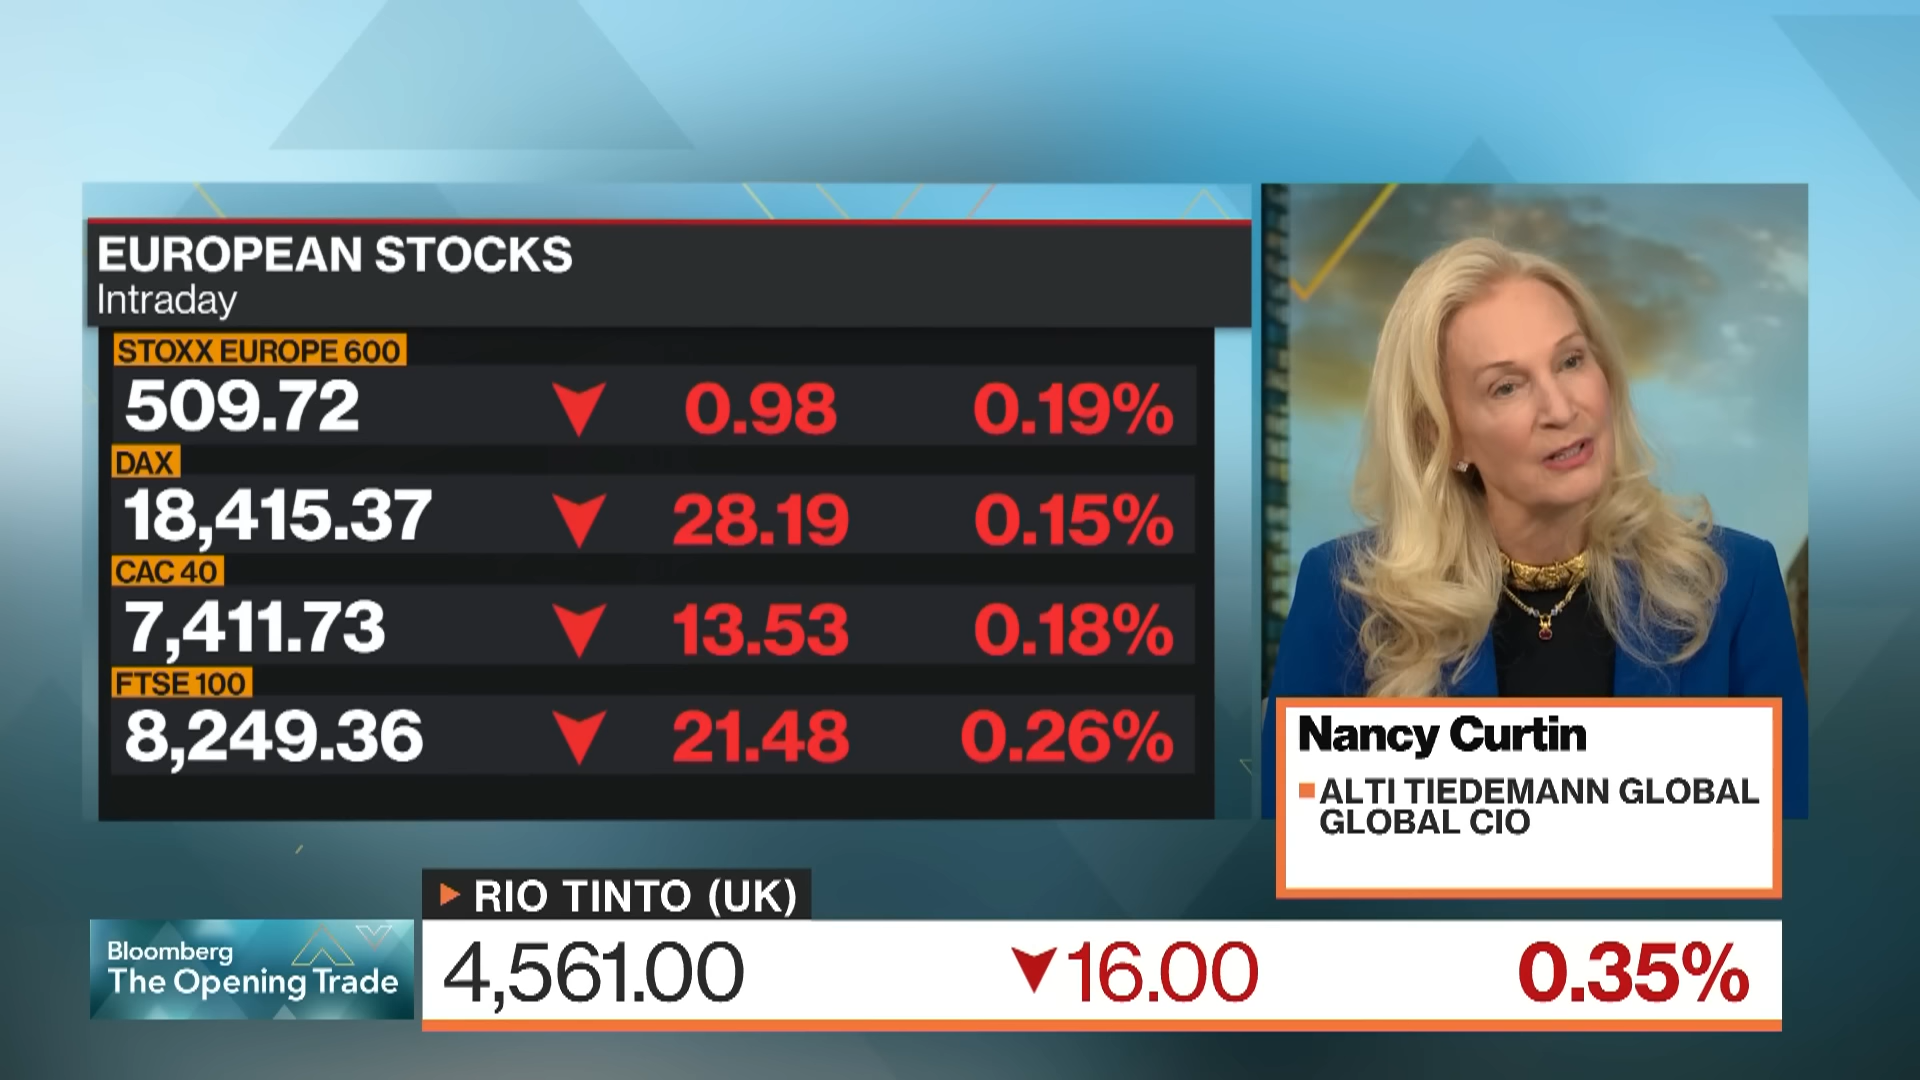 EUROPEAN STOCKS
Intraday
STOXX EUROPE 600
509.72 0.98 0.19%
DAX
18,415.37 28.19 0.15%
CAC 40
7,411.73 13.53 0.18%
FTSE 100
8,249.36 21.48 0.26%
Nancy Curtin
ALTI TIEDEMANN GLOBAL
GLOBAL CIO
RIO TINTO (UK)
4,561.00 16.00 0.35%
Bloomberg
The Opening Trade